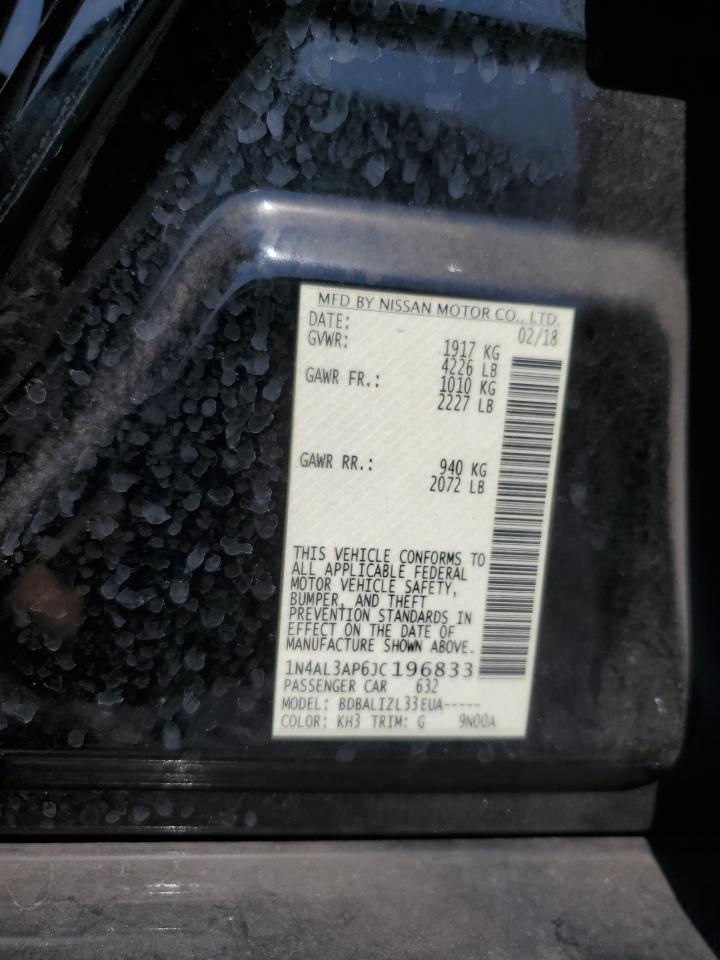 MFD BY NISSAN MOTOR CO., LTD.
DATE: 02/18
GVWR: 1917 KG
4226 LB
GAWR FR.: 1010 KG
2227 LB
GAWR RR.: 940 KG
2072 LB
THIS VEHICLE CONFORMS TO
ALL APPLICABLE FEDERAL
MOTOR VEHICLE SAFETY,
BUMPER, AND THEFT
PREVENTION STANDARDS IN
EFFECT ON THE DATE OF
MANUFACTURE SHOWN ABOVE.
1N4AL3AP6JC196833
PASSENGER CAR 632
MODEL: BDBALIZL33EUA-----
COLOR: KH3 TRIM: G 9N00A